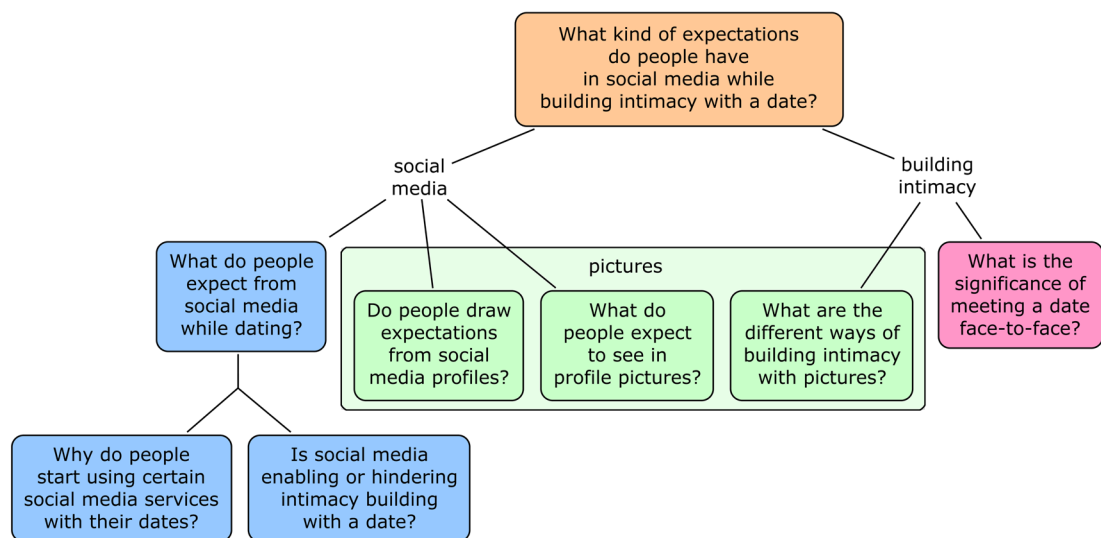 What kind of expectations
do people have
in social media while
building intimacy with a date?
social
media
building
intimacy
What do people
expect from
social media
while dating?
pictures
Do people draw
expectations
from social
media profiles?
What do
people expect
to see in
profile pictures?
What are the
different ways of
building intimacy
with pictures?
What is the
significance of
meeting a date
face-to-face?
Why do people
start using certain
social media services
with their dates?
Is social media
enabling or hindering
intimacy building
with a date?